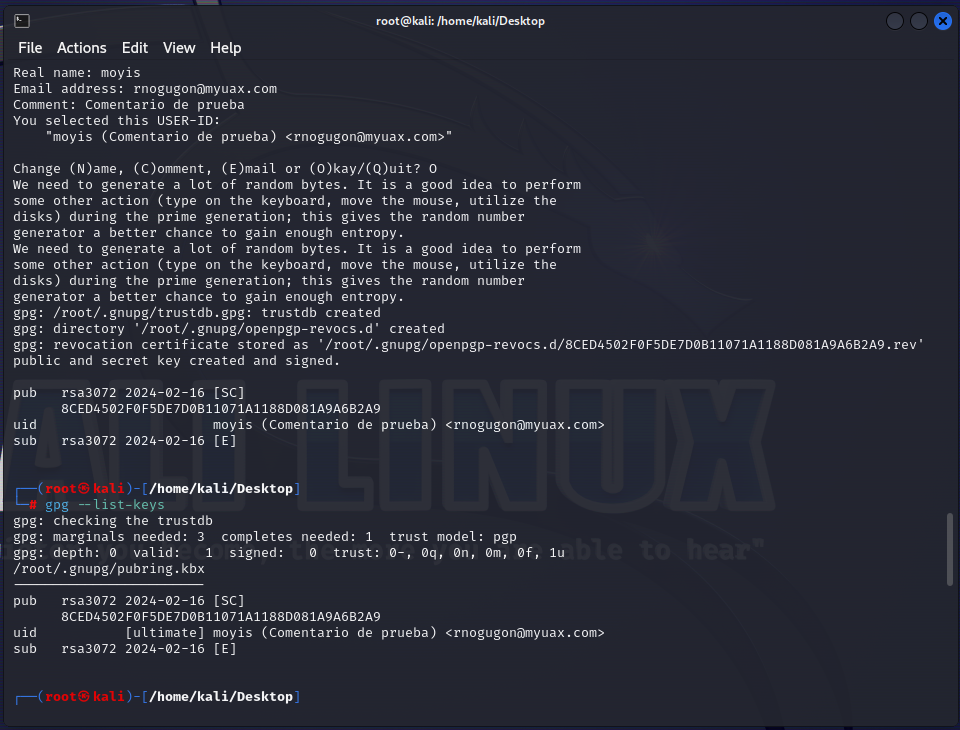 root@kali: /home/kali/Desktop
File Actions Edit View Help
Real name: moyis
Email address: rnogugon@myuax.com
Comment: Comentario de prueba
You selected this USER-ID:
    "moyis (Comentario de prueba) <rnogugon@myuax.com>"

Change (N)ame, (C)omment, (E)mail or (O)kay/(Q)uit? O
We need to generate a lot of random bytes. It is a good idea to perform
some other action (type on the keyboard, move the mouse, utilize the
disks) during the prime generation; this gives the random number
generator a better chance to gain enough entropy.
We need to generate a lot of random bytes. It is a good idea to perform
some other action (type on the keyboard, move the mouse, utilize the
disks) during the prime generation; this gives the random number
generator a better chance to gain enough entropy.
gpg: /root/.gnupg/trustdb.gpg: trustdb created
gpg: directory '/root/.gnupg/openpgp-revocs.d' created
gpg: revocation certificate stored as '/root/.gnupg/openpgp-revocs.d/8CED4502F0F5DE7D0B11071A1188D081A9A6B2A9.rev'
public and secret key created and signed.

pub   rsa3072 2024-02-16 [SC]
      8CED4502F0F5DE7D0B11071A1188D081A9A6B2A9
uid                      moyis (Comentario de prueba) <rnogugon@myuax.com>
sub   rsa3072 2024-02-16 [E]

ALI LINUX
┌──(root㉿kali)-[/home/kali/Desktop]
└─# gpg --list-keys
gpg: checking the trustdb
gpg: marginals needed: 3  completes needed: 1  trust model: pgp
gpg: depth: 0  valid:   1  signed:   0  trust: 0-, 0q, 0n, 0m, 0f, 1u
able to hear"
/root/.gnupg/pubring.kbx
────────────────────────
pub   rsa3072 2024-02-16 [SC]
      8CED4502F0F5DE7D0B11071A1188D081A9A6B2A9
uid           [ultimate] moyis (Comentario de prueba) <rnogugon@myuax.com>
sub   rsa3072 2024-02-16 [E]

┌──(root㉿kali)-[/home/kali/Desktop]